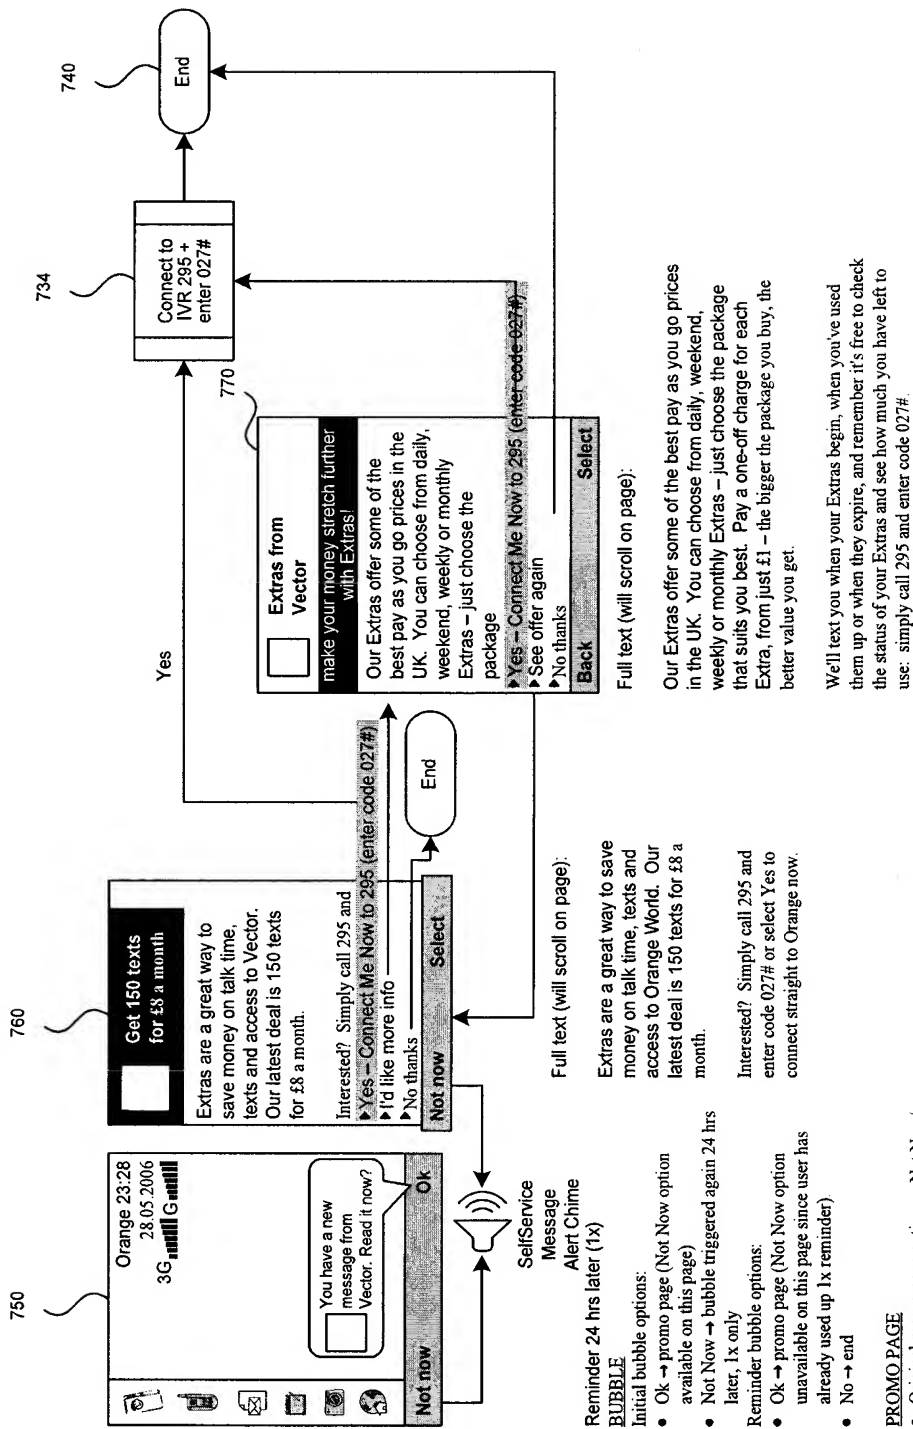 750
Orange 23:28
28.05.2006
3G G
You have a new
message from
Vector. Read it now?
Not now Ok
SelfService
Message
Alert Chime
760
Get 150 texts
for £8 a month
Extras are a great way to
save money on talk time,
texts and access to Vector.
Our latest deal is 150 texts
for £8 a month.
Interested? Simply call 295 and
Yes – Connect Me Now to 295 (enter code 027#)
I'd like more info
No thanks
Not now Select
End
Yes
770
Extras from
Vector
make your money stretch further
with Extras!
Our Extras offer some of the
best pay as you go prices in the
UK. You can choose from daily,
weekend, weekly or monthly
Extras – just choose the
package
Yes – Connect Me Now to 295 (enter code 027#)
See offer again
No thanks
Back Select
734
Connect to
IVR 295 +
enter 027#
740
End
Reminder 24 hrs later (1x)
BUBBLE
Initial bubble options:
• Ok → promo page (Not Now option
available on this page)
• Not Now → bubble triggered again 24 hrs
later, 1x only
Reminder bubble options:
• Ok → promo page (Not Now option
unavailable on this page since user has
already used up 1x reminder)
• No → end
PROMO PAGE
Full text (will scroll on page):
Extras are a great way to save
money on talk time, texts and
access to Orange World. Our
latest deal is 150 texts for £8 a
month.
Interested? Simply call 295 and
enter code 027# or select Yes to
connect straight to Orange now.
Full text (will scroll on page):
Our Extras offer some of the best pay as you go prices
in the UK. You can choose from daily, weekend,
weekly or monthly Extras – just choose the package
that suits you best. Pay a one-off charge for each
Extra, from just £1 – the bigger the package you buy, the
better value you get.
We'll text you when your Extras begin, when you've used
them up or when they expire, and remember it's free to check
the status of your Extras and see how much you have left to
use: simply call 295 and enter code 027#.